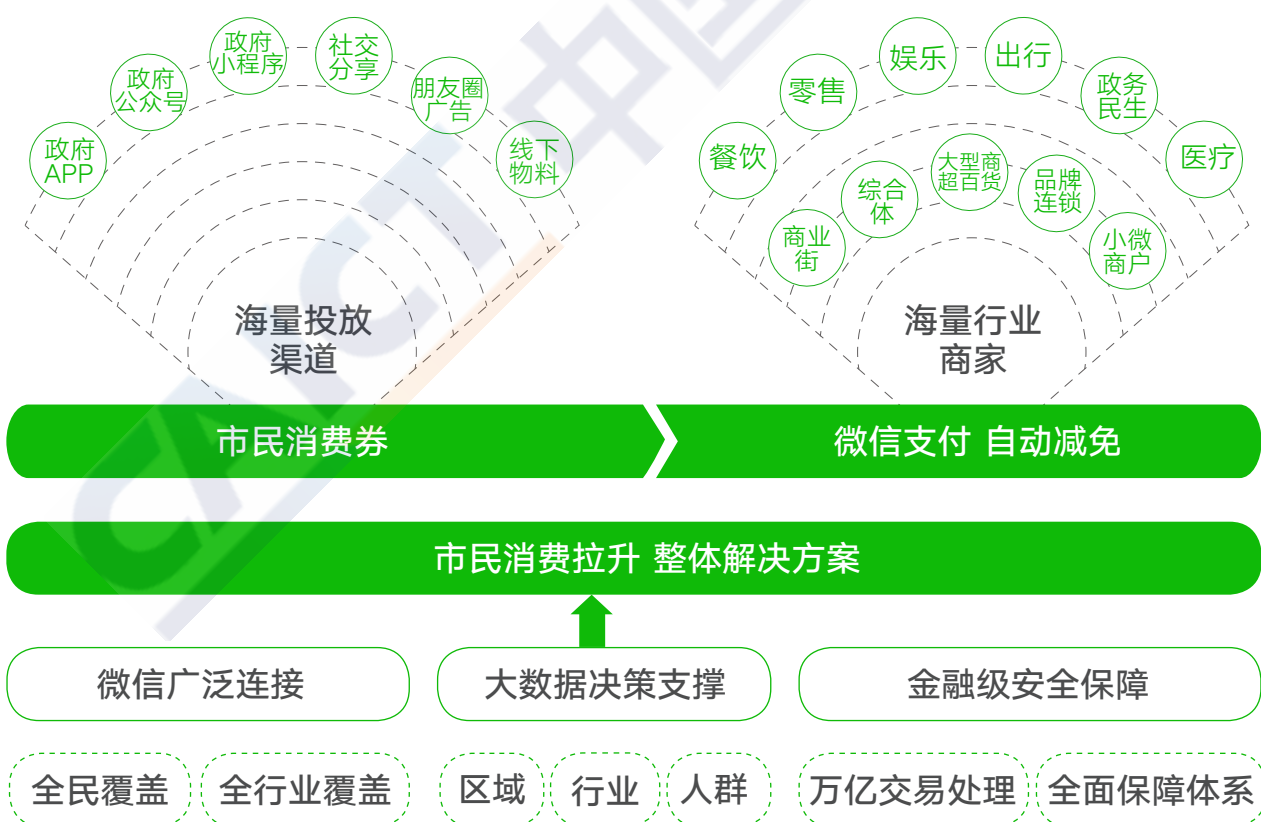 政府
APP
政府
公众号
政府
小程序
社交
分享
朋友圈
广告
线下
物料
海量投放
渠道
餐饮
零售
娱乐
出行
政务
民生
医疗
商业
街
综合
体
大型商
超百货
品牌
连锁
小微
商户
海量行业
商家
市民消费券
微信支付 自动减免
市民消费拉升 整体解决方案
微信广泛连接
大数据决策支撑
金融级安全保障
全民覆盖
全行业覆盖
区域
行业
人群
万亿交易处理
全面保障体系
CAICT 中国